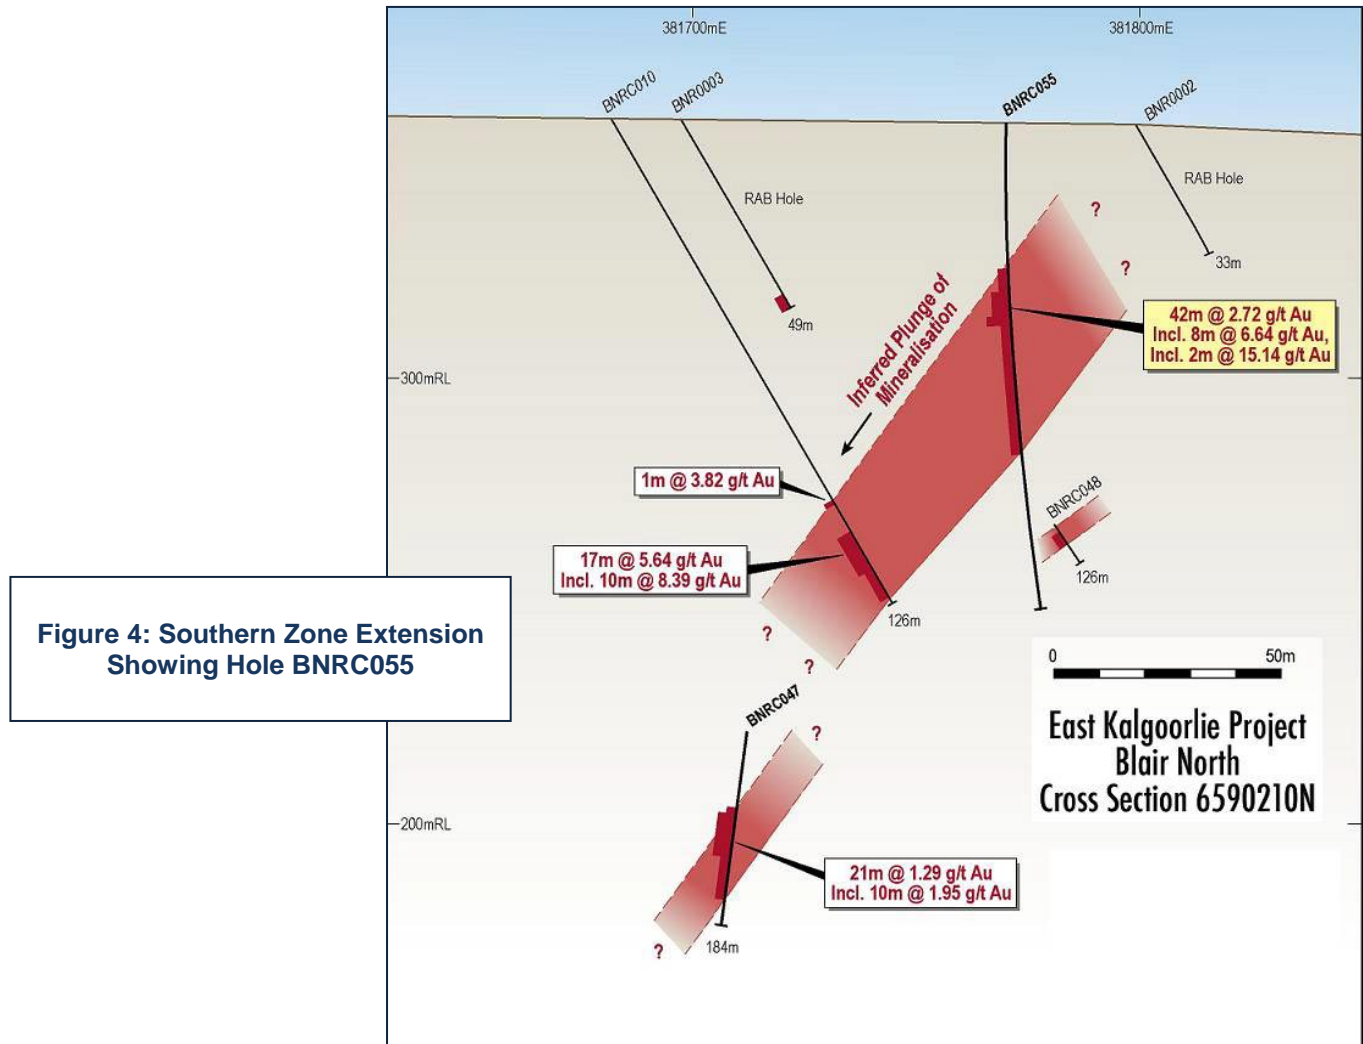 381700mE
381800mE
BNRC010
BNR0003
BNRC055
BNR0002
RAB Hole
RAB Hole
?
?
33m
49m
42m @ 2.72 g/t Au
Incl. 8m @ 6.64 g/t Au,
Incl. 2m @ 15.14 g/t Au
Inferred Plunge of
Mineralisation
300mRL
1m @ 3.82 g/t Au
BNRC048
17m @ 5.64 g/t Au
Incl. 10m @ 8.39 g/t Au
126m
126m
?
?
Figure 4: Southern Zone Extension
Showing Hole BNRC055
0
50m
East Kalgoorlie Project
Blair North
Cross Section 6590210N
BNRC047
?
200mRL
21m @ 1.29 g/t Au
Incl. 10m @ 1.95 g/t Au
?
184m